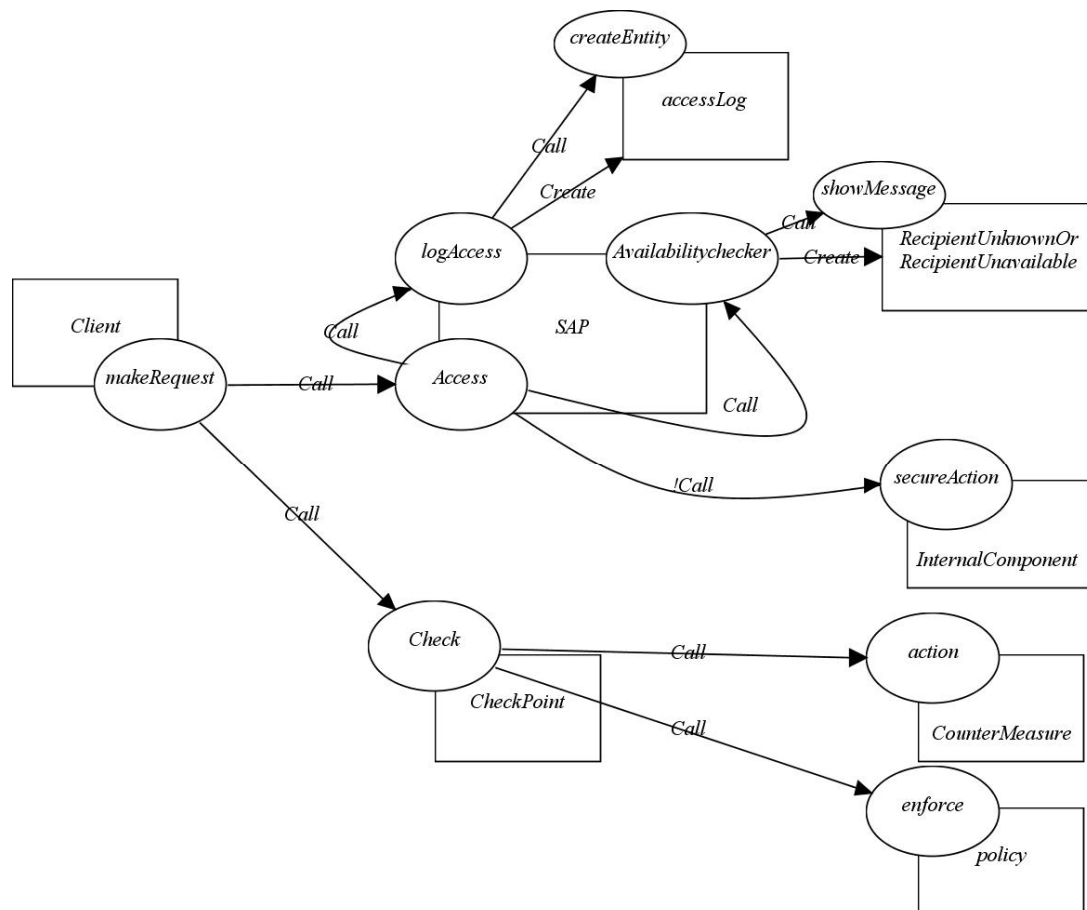 createEntity
accessLog
Call
Create
showMessage
Call
RecipientUnknownOr
RecipientUnavailable
logAccess
Availabilitychecker
Create
Client
Call
SAP
makeRequest
Call
Access
Call
secureAction
!Call
Call
InternalComponent
Check
Call
action
CheckPoint
Call
CounterMeasure
enforce
policy